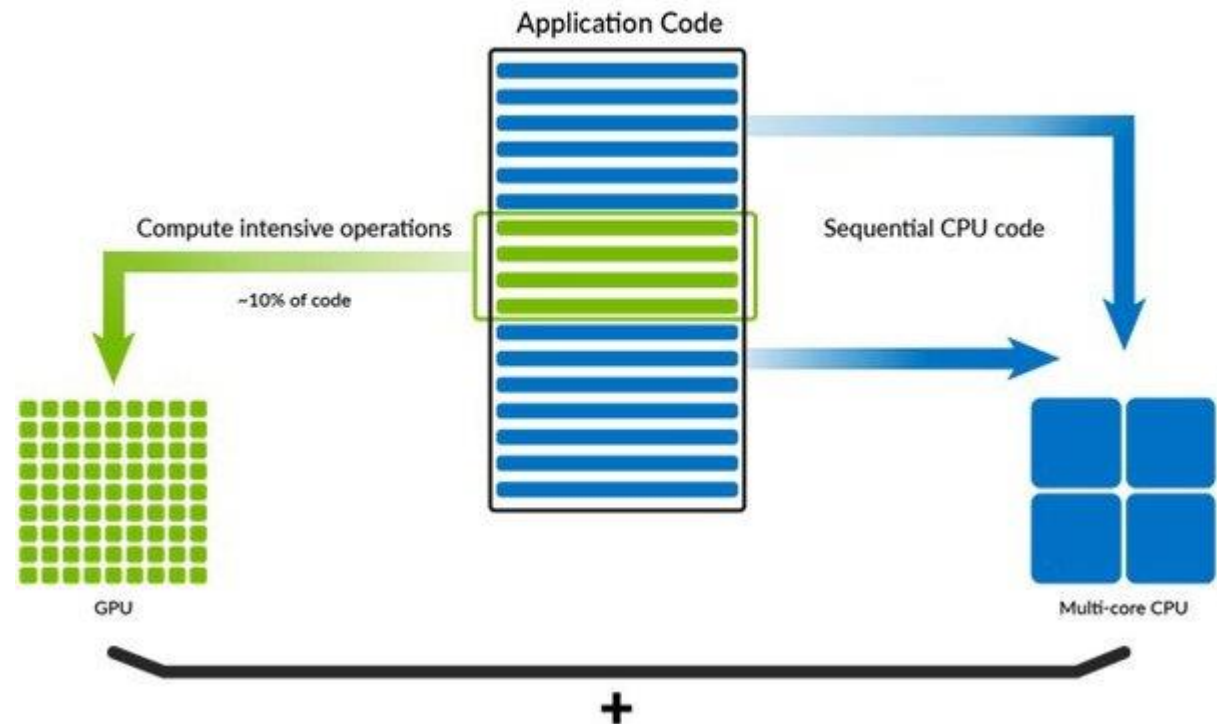 Application Code
Compute intensive operations
Sequential CPU code
~10% of code
GPU
Multi-core CPU
+